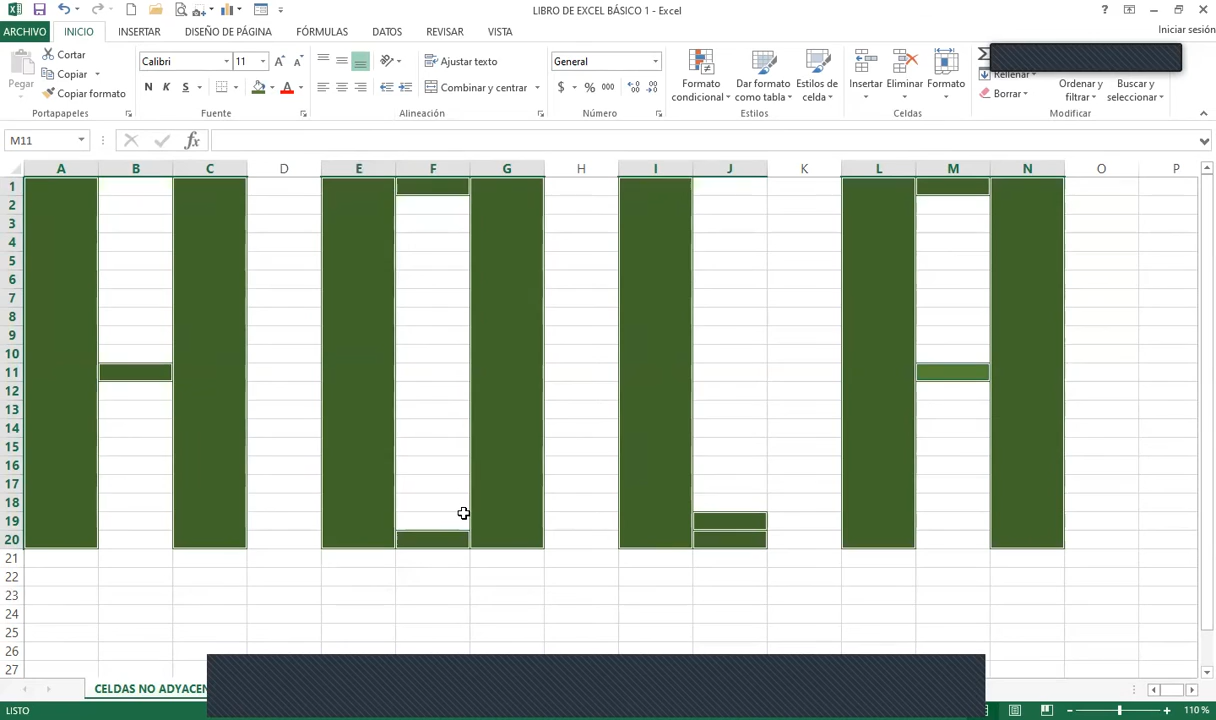 LIBRO DE EXCEL BÁSICO 1 - Excel
ARCHIVO INICIO INSERTAR DISEÑO DE PÁGINA FÓRMULAS DATOS REVISAR VISTA Iniciar sesión
Pegar
Cortar
Copiar
Copiar formato
Portapapeles
Calibri 11
N K S
Fuente
Ajustar texto
Combinar y centrar
Alineación
General
$ % 000
Número
Formato condicional
Dar formato como tabla
Estilos de celda
Estilos
Insertar Eliminar Formato
Celdas
Rellenar
Borrar
Ordenar y filtrar
Buscar y seleccionar
Modificar
M11 fx
A B C D E F G H I J K L M N O P
1
2
3
4
5
6
7
8
9
10
11
12
13
14
15
16
17
18
19
20
21
22
23
24
25
26
27
HOLA
CELDAS NO ADYACEN
LISTO 110 %